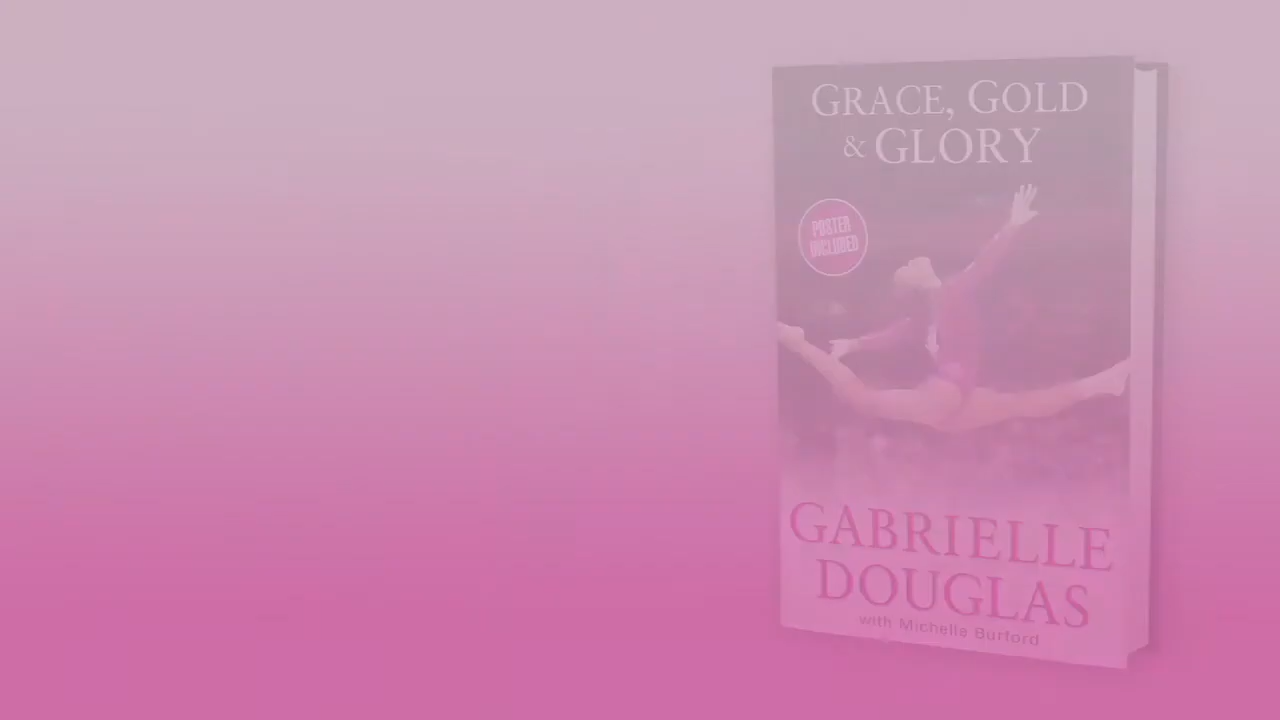 GRACE, GOLD
& GLORY
POSTER
INCLUDED
GABRIELLE
DOUGLAS
with Michelle Burford